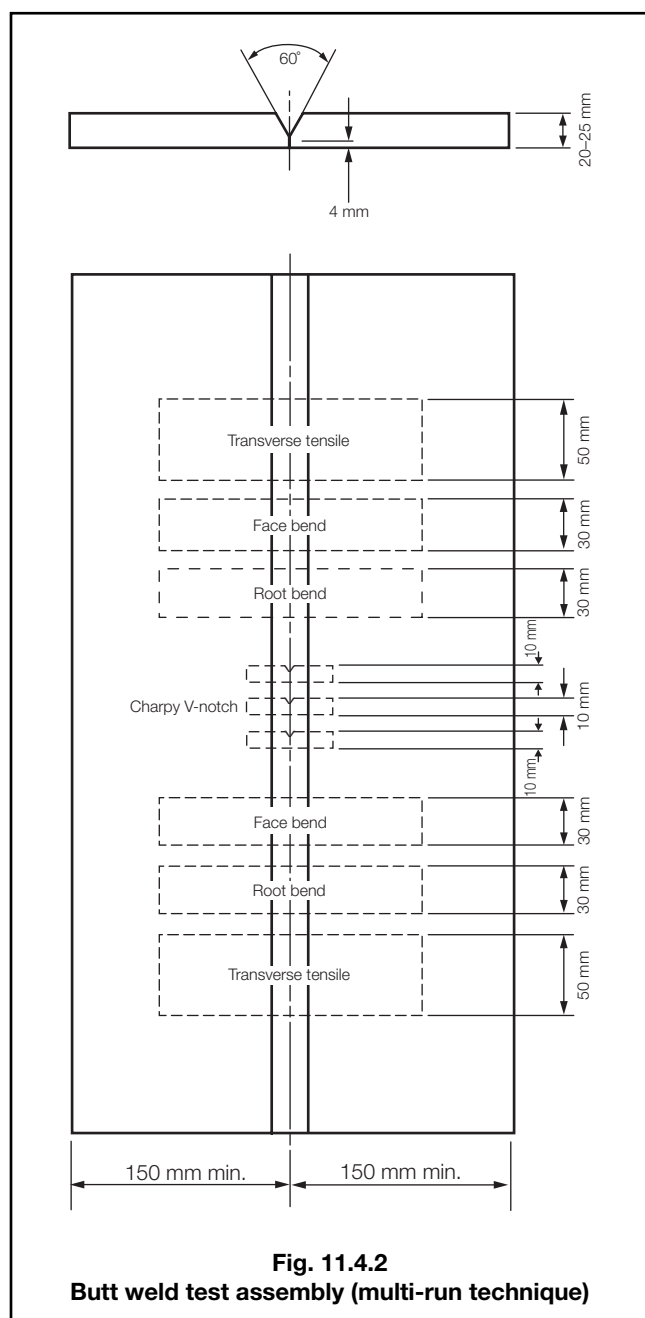 60°
20–25 mm
4 mm
Transverse tensile
50 mm
Face bend
30 mm
Root bend
30 mm
10 mm
Charpy V-notch
10 mm
10 mm
Face bend
30 mm
Root bend
30 mm
Transverse tensile
50 mm
150 mm min.
150 mm min.
Fig. 11.4.2
Butt weld test assembly (multi-run technique)